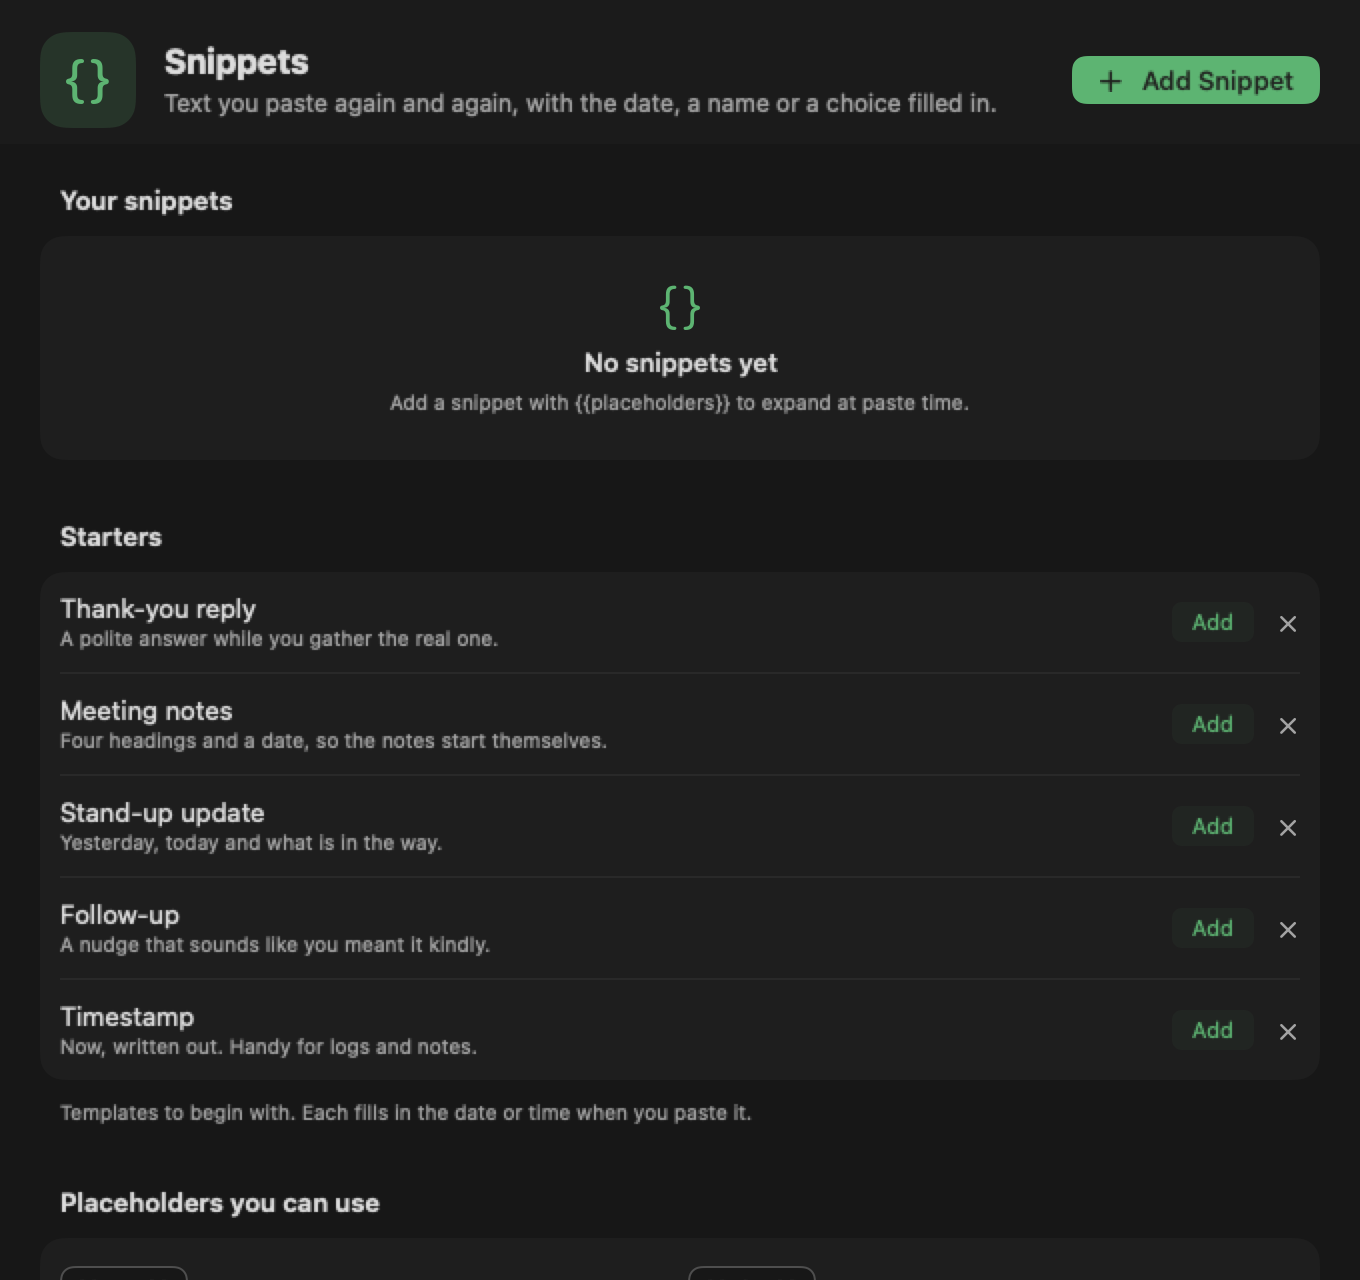 {}
Snippets
Text you paste again and again, with the date, a name or a choice filled in.
+ Add Snippet
Your snippets
{}
No snippets yet
Add a snippet with {{placeholders}} to expand at paste time.
Starters
Thank-you reply
A polite answer while you gather the real one.
Add
Meeting notes
Four headings and a date, so the notes start themselves.
Add
Stand-up update
Yesterday, today and what is in the way.
Add
Follow-up
A nudge that sounds like you meant it kindly.
Add
Timestamp
Now, written out. Handy for logs and notes.
Add
Templates to begin with. Each fills in the date or time when you paste it.
Placeholders you can use